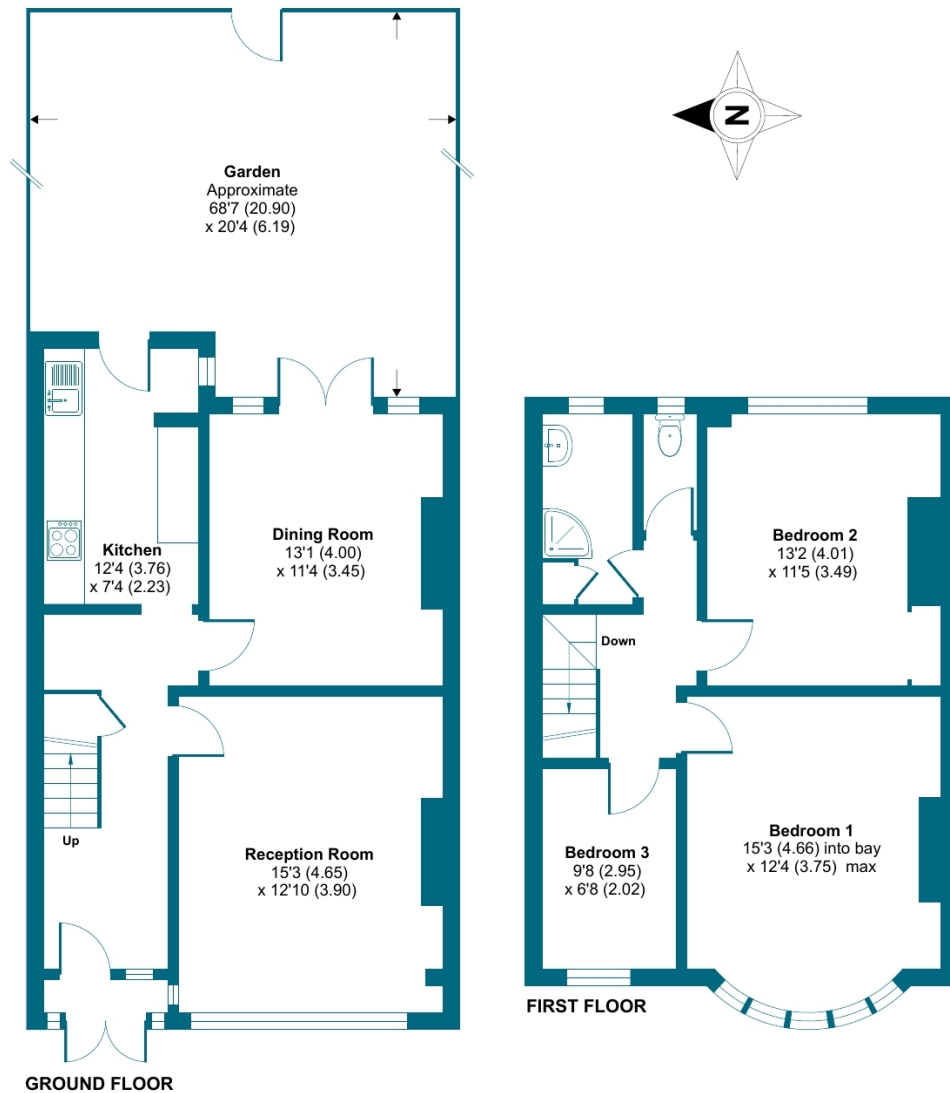 Garden
Approximate
68'7 (20.90)
x 20'4 (6.19)
N
Kitchen
12'4 (3.76)
x 7'4 (2.23)
Dining Room
13'1 (4.00)
x 11'4 (3.45)
Up
Reception Room
15'3 (4.65)
x 12'10 (3.90)
GROUND FLOOR
Bedroom 2
13'2 (4.01)
x 11'5 (3.49)
Down
Bedroom 3
9'8 (2.95)
x 6'8 (2.02)
Bedroom 1
15'3 (4.66) into bay
x 12'4 (3.75) max
FIRST FLOOR